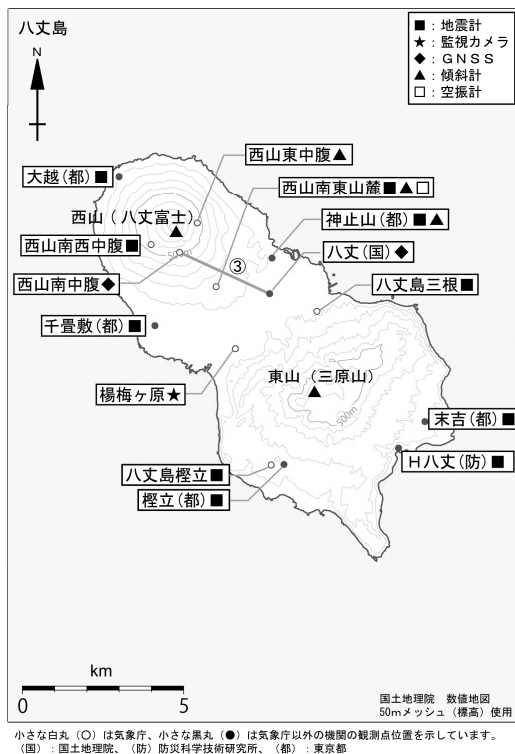 八丈島
N
■：地震計
★：監視カメラ
◆：ＧＮＳＳ
▲：傾斜計
□：空振計
西山東中腹▲
大越(都)■
西山南東山麓■▲□
西山（八丈富士）
神止山(都)■▲
西山南西中腹■
八丈(国)◆
③
西山南中腹◆
八丈島三根■
千畳敷(都)■
東山（三原山）
楊梅ヶ原★
500m
末吉(都)■
Ｈ八丈(防)■
八丈島樫立■
樫立(都)■
km
0 5
国土地理院 数値地図
50mメッシュ（標高）使用
小さな白丸（○）は気象庁、小さな黒丸（●）は気象庁以外の機関の観測点位置を示しています。
（国）：国土地理院、（防）防災科学技術研究所、（都）：東京都